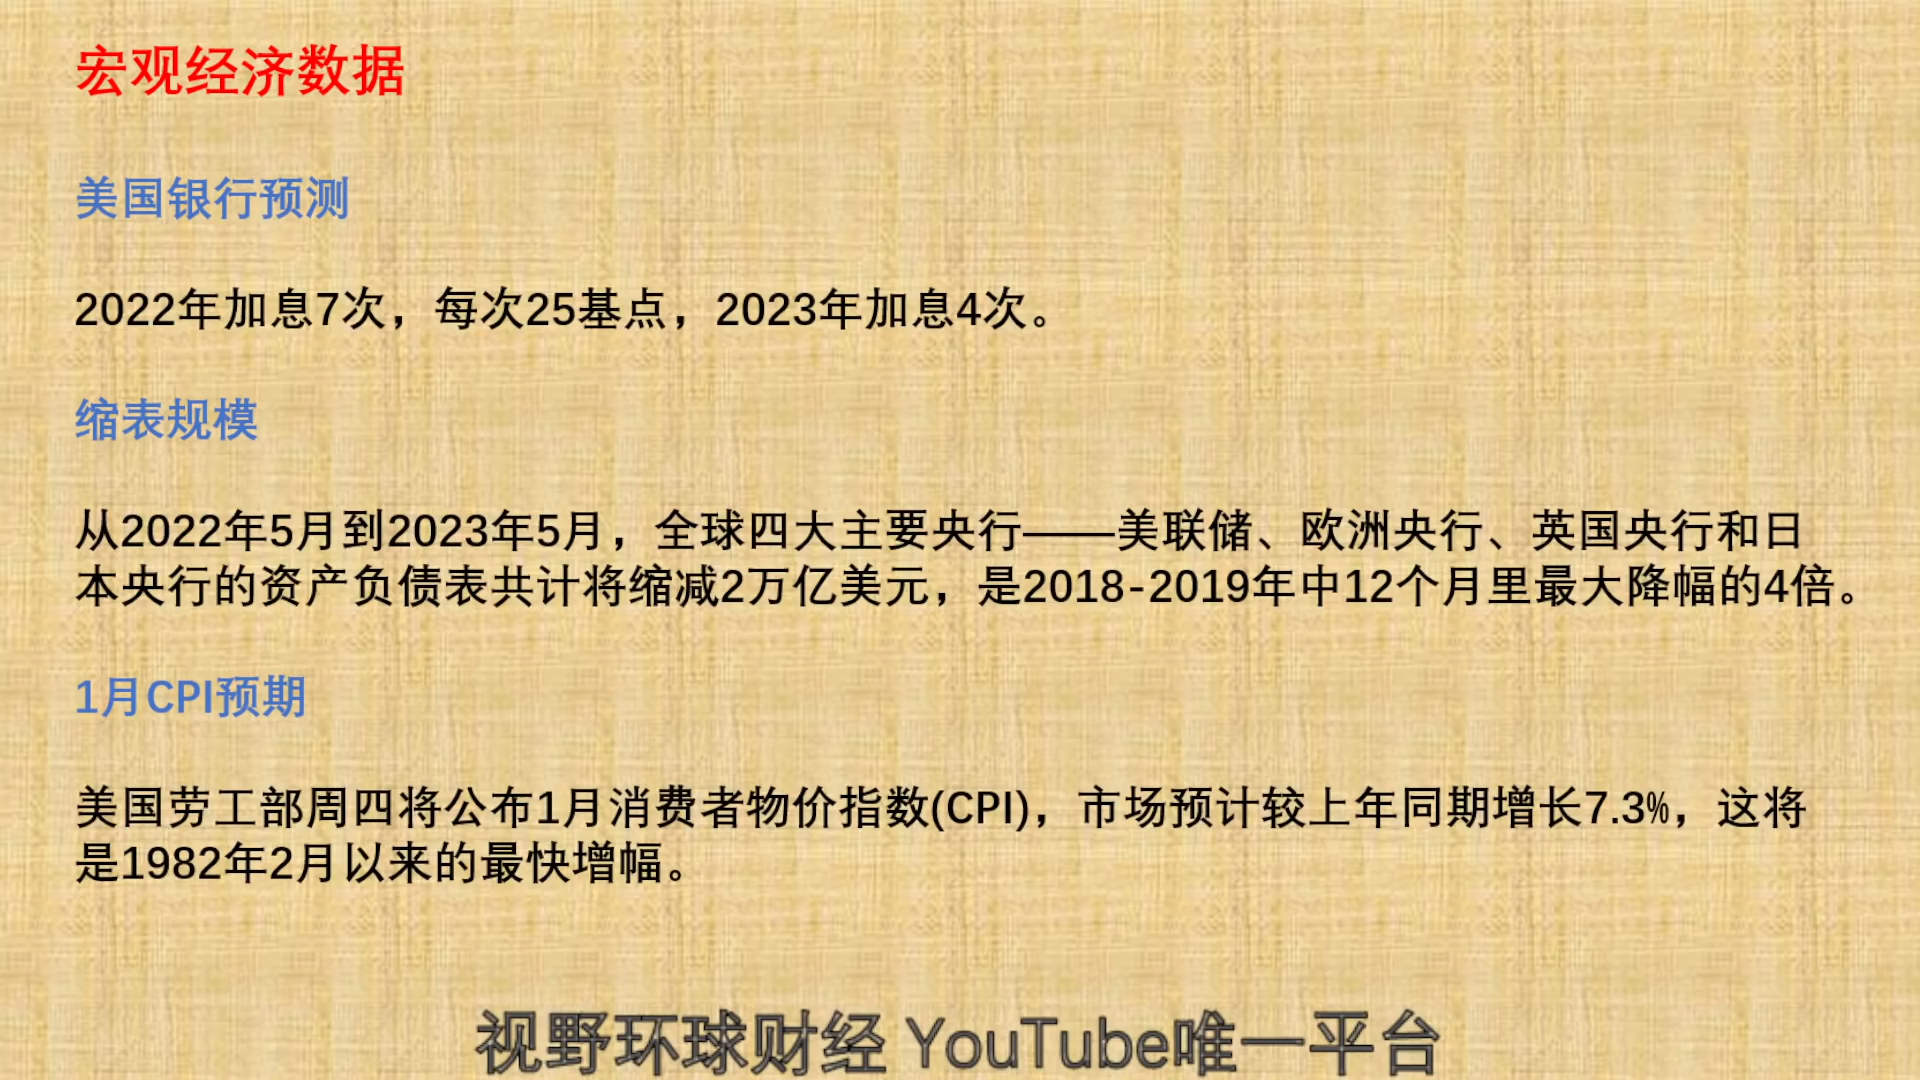 宏观经济数据
美国银行预测
2022年加息7次，每次25基点，2023年加息4次。
缩表规模
从2022年5月到2023年5月，全球四大主要央行——美联储、欧洲央行、英国央行和日
本央行的资产负债表共计将缩减2万亿美元，是2018-2019年中12个月里最大降幅的4倍。
1月CPI预期
美国劳工部周四将公布1月消费者物价指数(CPI)，市场预计较上年同期增长7.3%，这将
是1982年2月以来的最快增幅。
视野环球财经 YouTube唯一平台